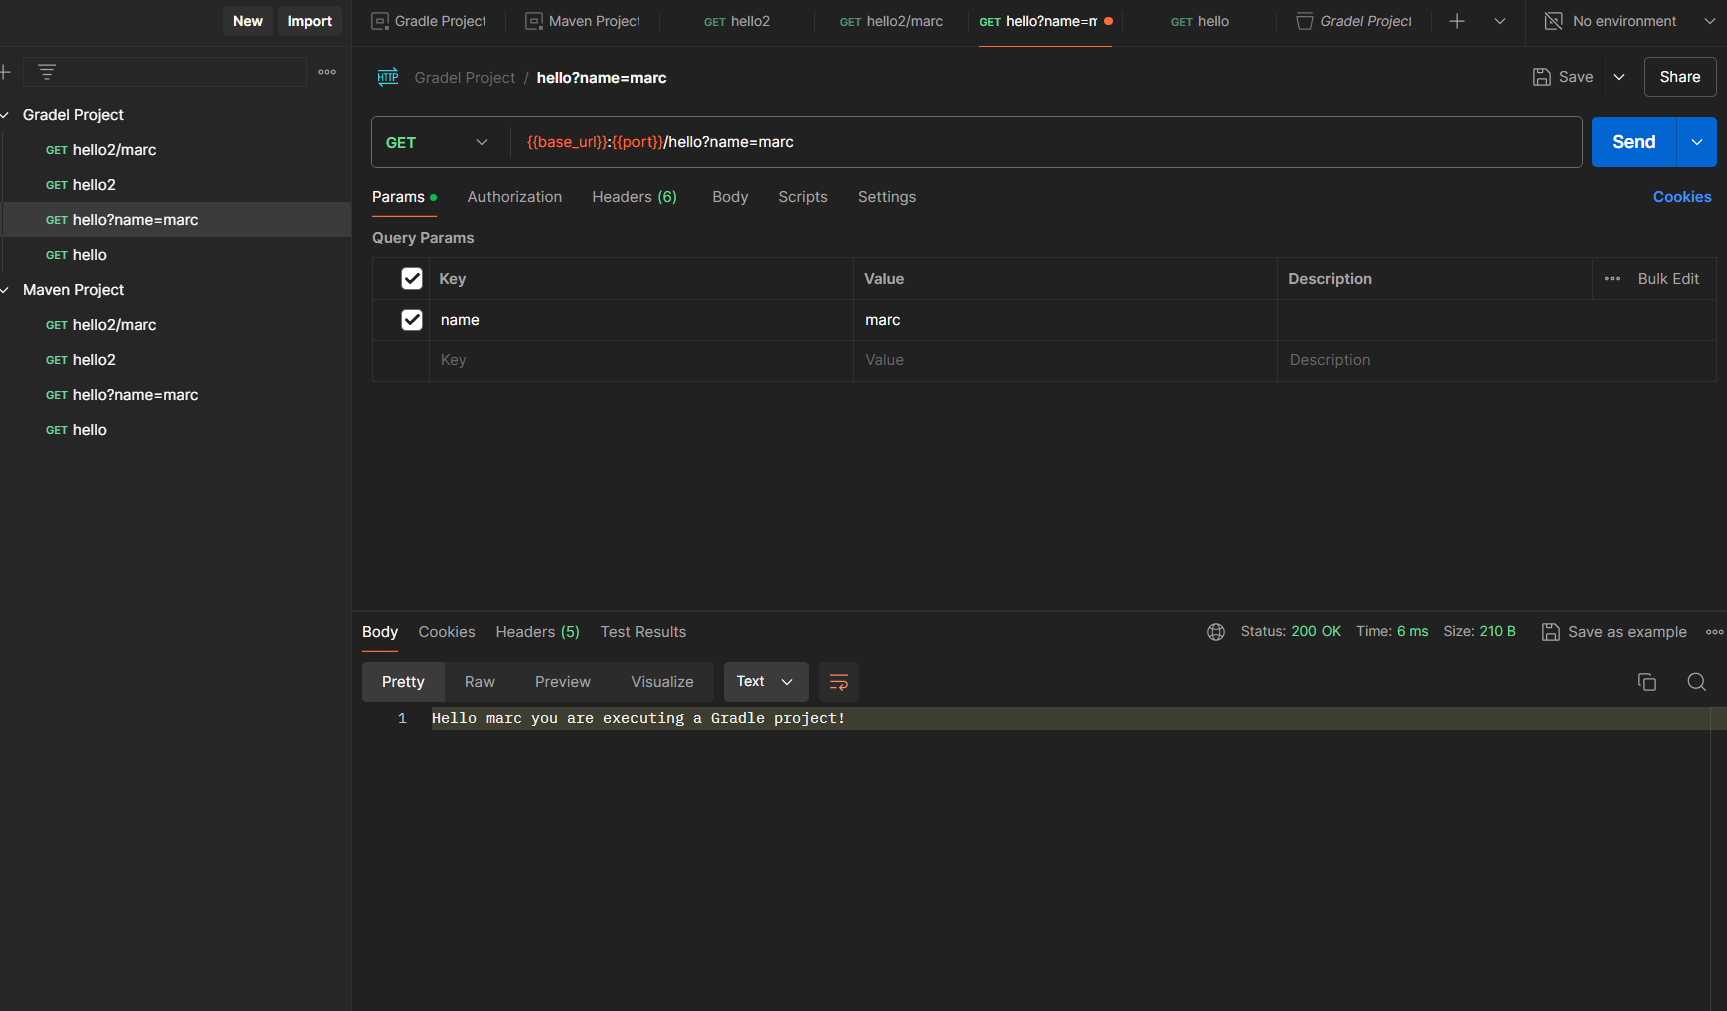 New Import
Gradle Project Maven Project GET hello2 GET hello2/marc GET hello?name=m GET hello Gradel Project No environment
Gradel Project / hello?name=marc Save Share
Gradel Project
GET hello2/marc
GET hello2
GET hello?name=marc
GET hello
Maven Project
GET hello2/marc
GET hello2
GET hello?name=marc
GET hello
GET {{base_url}}:{{port}}/hello?name=marc Send
Params Authorization Headers (6) Body Scripts Settings Cookies
Query Params
Key Value Description Bulk Edit
name marc
Key Value Description
Body Cookies Headers (5) Test Results Status: 200 OK Time: 6 ms Size: 210 B Save as example
Pretty Raw Preview Visualize Text
1 Hello marc you are executing a Gradle project!